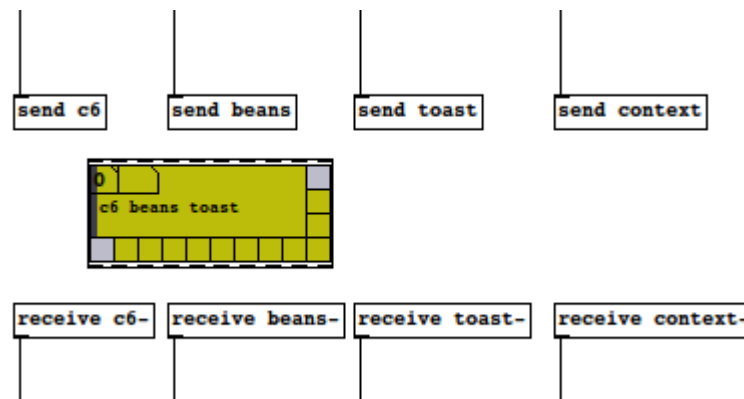 send c6
send beans
send toast
send context
0
c6 beans toast
receive c6-
receive beans-
receive toast-
receive context-